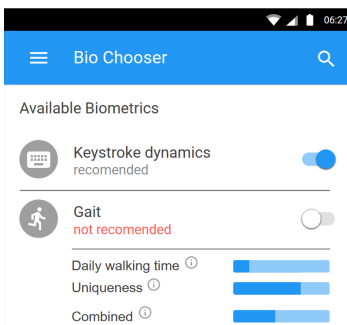 06:27
Bio Chooser
Available Biometrics
Keystroke dynamics
recomended
Gait
not recomended
Daily walking time
Uniqueness
Combined